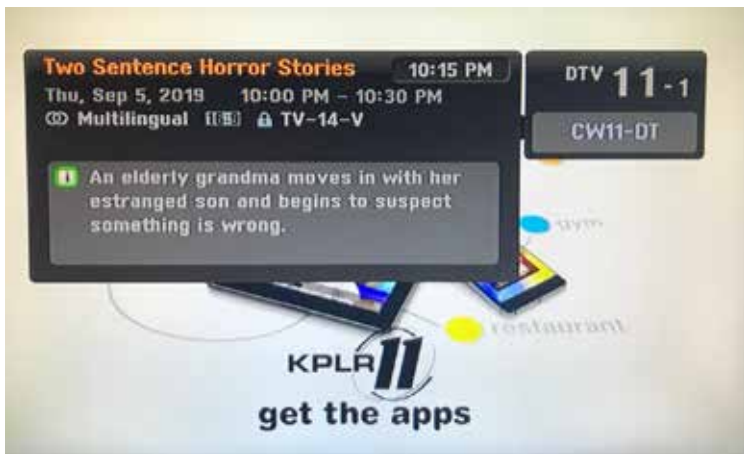 Two Sentence Horror Stories 10:15 PM
Thu, Sep 5, 2019 10:00 PM - 10:30 PM
Multilingual TV-14-V
An elderly grandma moves in with her
estranged son and begins to suspect
something is wrong.
DTV 11-1
CW11-DT
gym
restaurant
KPLR 11
get the apps